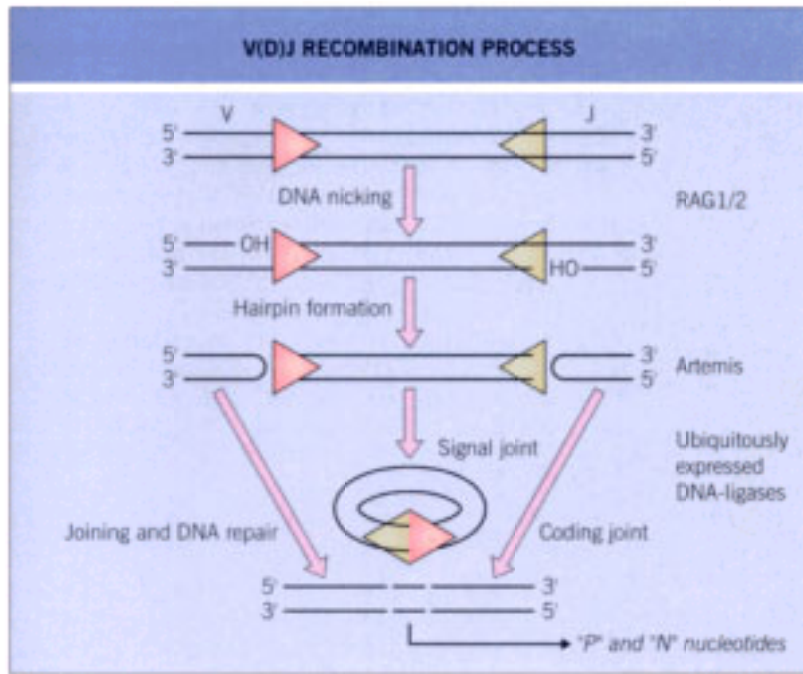 V(D)J RECOMBINATION PROCESS
V J
5' 3'
3' 5'
DNA nicking RAG1/2
5' OH 3'
3' HO 5'
Hairpin formation
5' 3'
3' 5'
Artemis
Signal joint
Ubiquitously
expressed
DNA-ligases
Joining and DNA repair Coding joint
5' 3'
3' 5'
"P" and "N" nucleotides